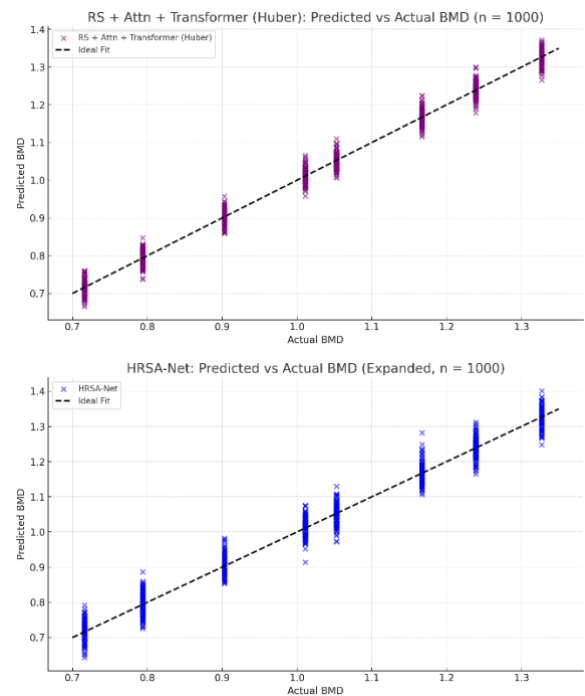 RS + Attn + Transformer (Huber): Predicted vs Actual BMD (n = 1000)
RS + Attn + Transformer (Huber)
Ideal Fit
1.4
1.3
1.2
1.1
1.0
0.9
0.8
0.7
Predicted BMD
0.7 0.8 0.9 1.0 1.1 1.2 1.3
Actual BMD
HRSA-Net: Predicted vs Actual BMD (Expanded, n = 1000)
HRSA-Net
Ideal Fit
1.4
1.3
1.2
1.1
1.0
0.9
0.8
0.7
Predicted BMD
0.7 0.8 0.9 1.0 1.1 1.2 1.3
Actual BMD